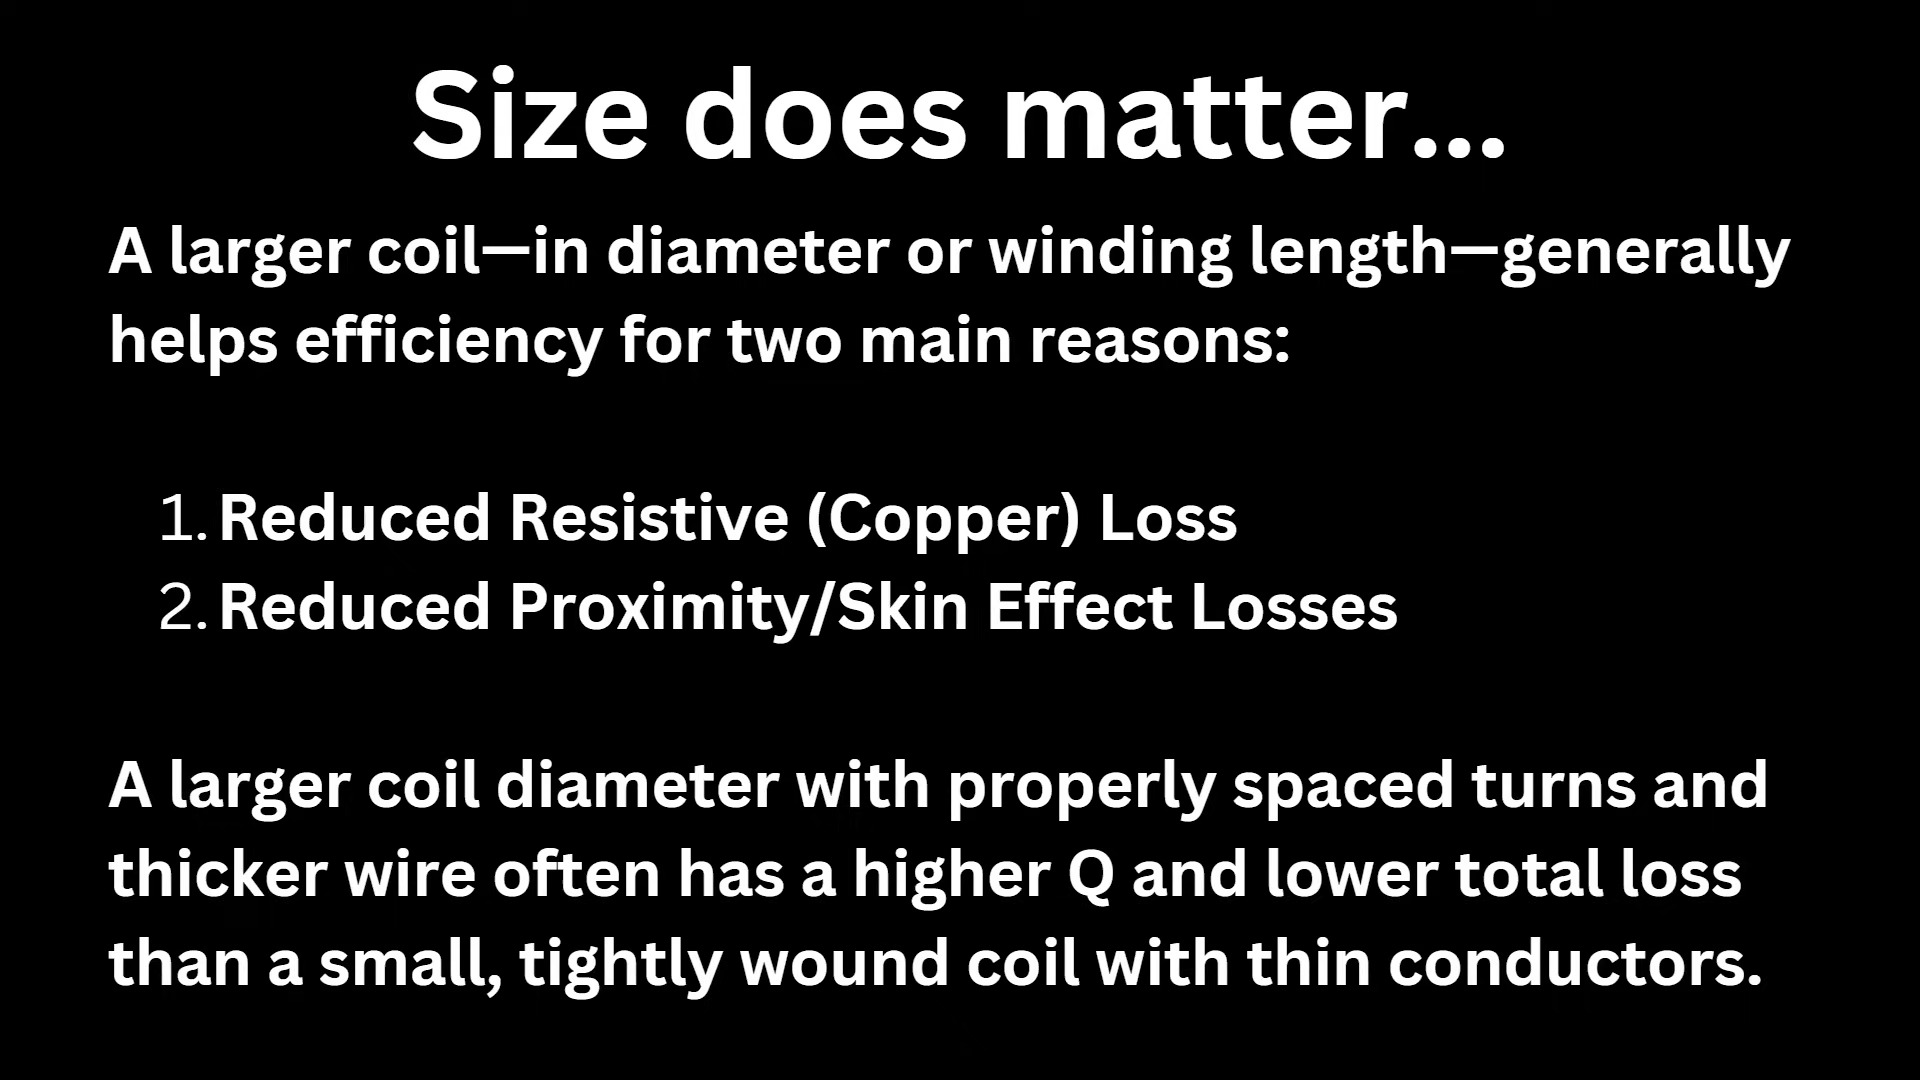 Size does matter...
A larger coil—in diameter or winding length—generally
helps efficiency for two main reasons:
1. Reduced Resistive (Copper) Loss
2. Reduced Proximity/Skin Effect Losses
A larger coil diameter with properly spaced turns and
thicker wire often has a higher Q and lower total loss
than a small, tightly wound coil with thin conductors.